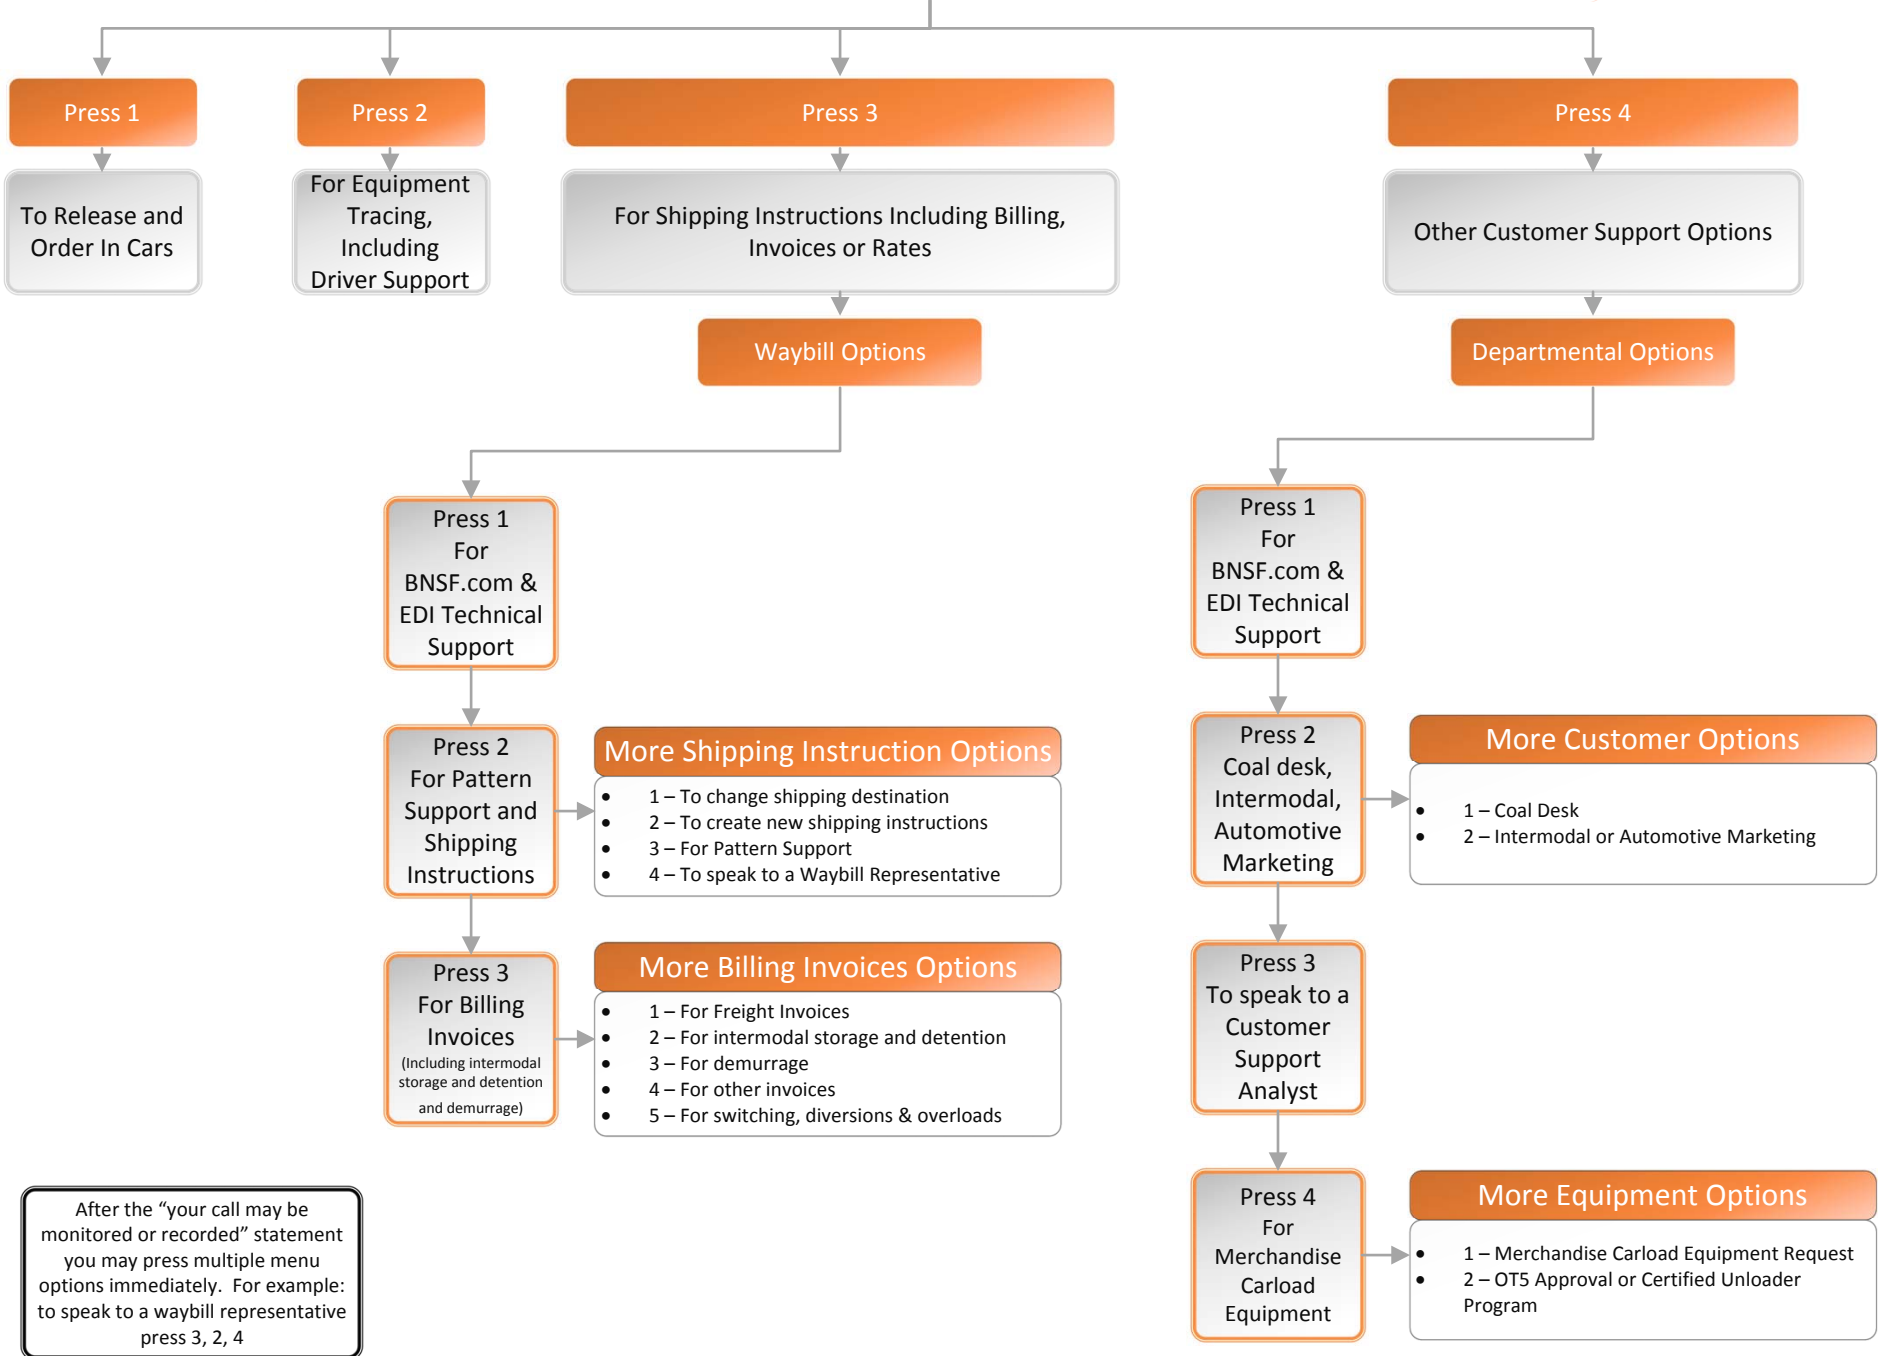 Press 1
Press 2
Press 3
Press 4
To Release and
Order In Cars
For Equipment
Tracing,
Including
Driver Support
For Shipping Instructions Including Billing,
Invoices or Rates
Other Customer Support Options
Waybill Options
Departmental Options
Press 1
For
BNSF.com &
EDI Technical
Support
Press 2
For Pattern
Support and
Shipping
Instructions
More Shipping Instruction Options
• 1 – To change shipping destination
• 2 – To create new shipping instructions
• 3 – For Pattern Support
• 4 – To speak to a Waybill Representative
Press 3
For Billing
Invoices
(Including intermodal
storage and detention
and demurrage)
More Billing Invoices Options
• 1 – For Freight Invoices
• 2 – For intermodal storage and detention
• 3 – For demurrage
• 4 – For other invoices
• 5 – For switching, diversions & overloads
Press 1
For
BNSF.com &
EDI Technical
Support
Press 2
Coal desk,
Intermodal,
Automotive
Marketing
More Customer Options
• 1 – Coal Desk
• 2 – Intermodal or Automotive Marketing
Press 3
To speak to a
Customer
Support
Analyst
Press 4
For
Merchandise
Carload
Equipment
More Equipment Options
• 1 – Merchandise Carload Equipment Request
• 2 – OT5 Approval or Certified Unloader
Program
After the “your call may be
monitored or recorded” statement
you may press multiple menu
options immediately.  For example:
to speak to a waybill representative
press 3, 2, 4